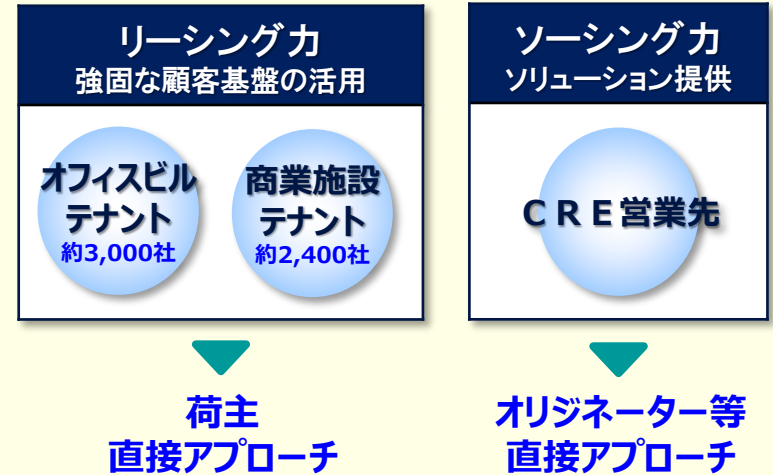 リーシング力
強固な顧客基盤の活用
オフィスビル
テナント
約3,000社
商業施設
テナント
約2,400社
荷主
直接アプローチ
ソーシング力
ソリューション提供
ＣＲＥ営業先
オリジネーター等
直接アプローチ